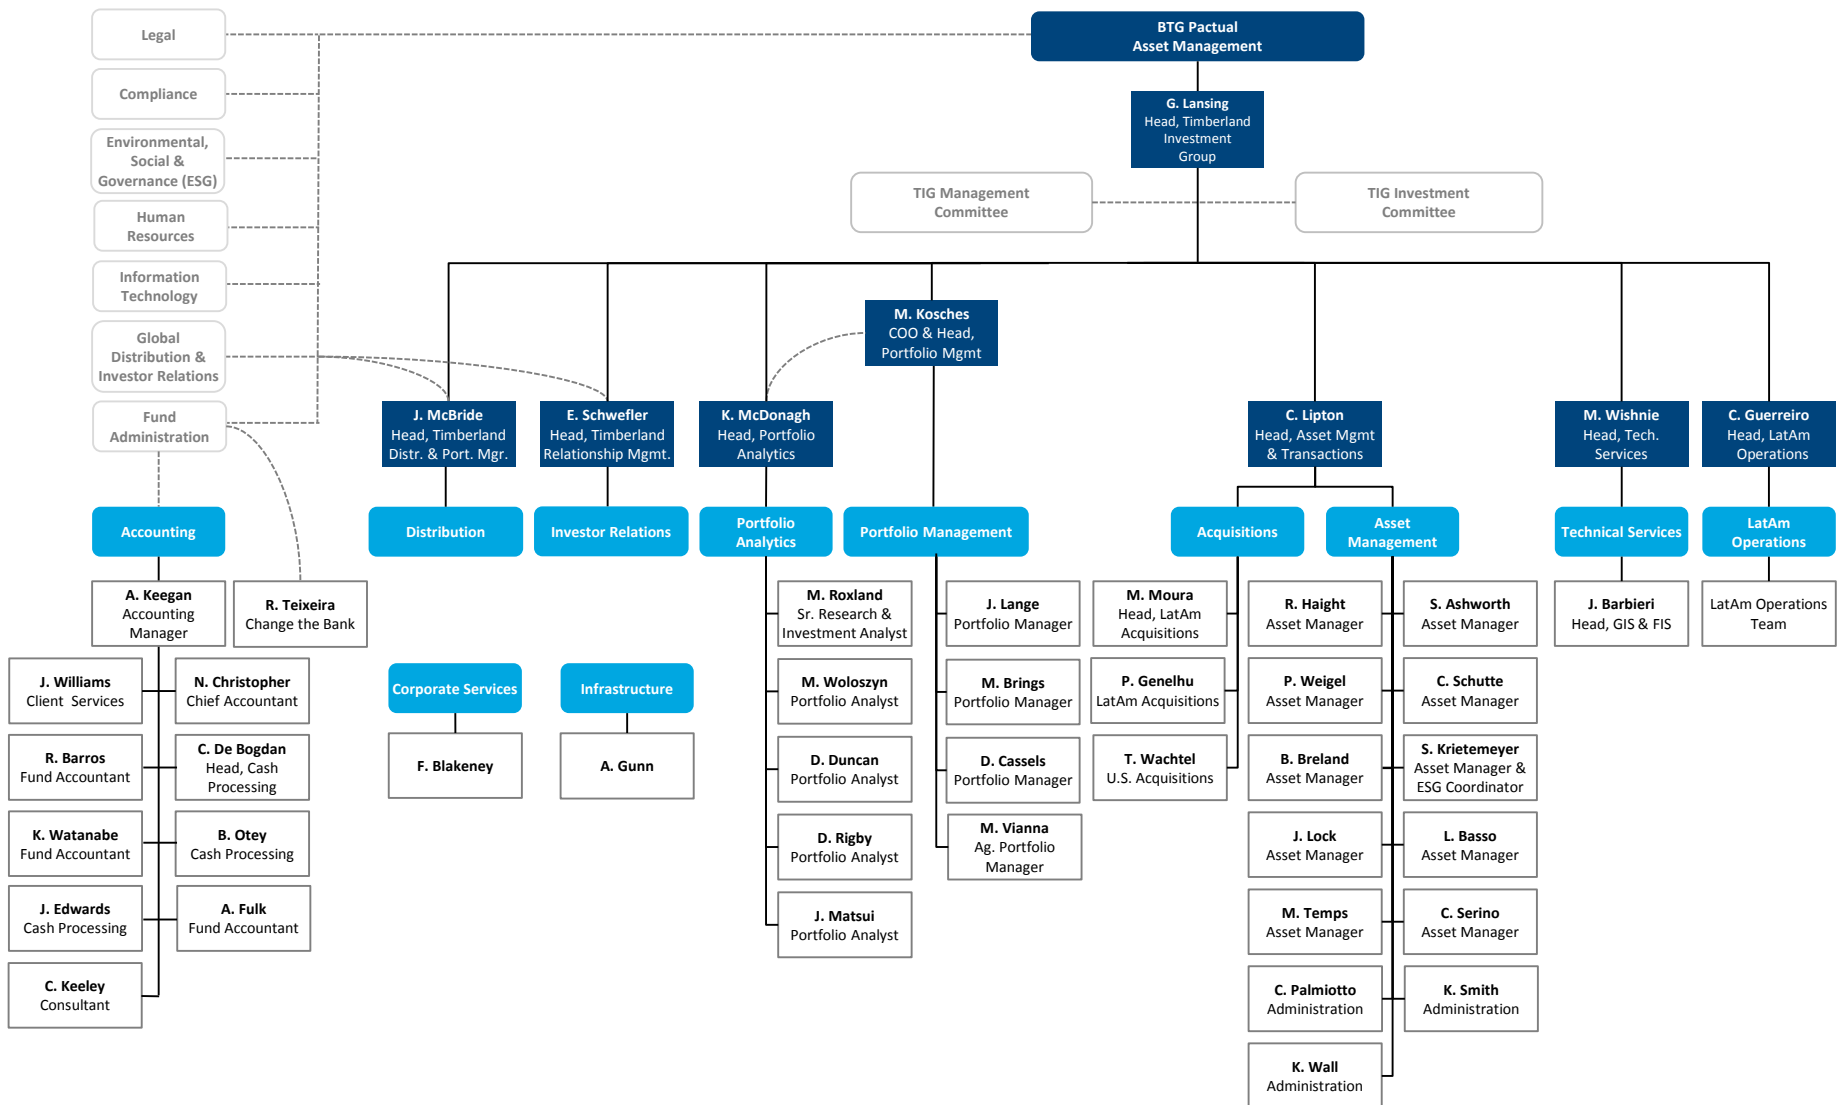 Legal
BTG Pactual
Asset Management
Compliance
G. Lansing
Head, Timberland
Investment
Group
Environmental,
Social &
Governance (ESG)
TIG Management
Committee
TIG Investment
Committee
Human
Resources
Information
Technology
Global
Distribution &
Investor Relations
M. Kosches
COO & Head,
Portfolio Mgmt
Fund
Administration
J. McBride
Head, Timberland
Distr. & Port. Mgr.
E. Schwefler
Head, Timberland
Relationship Mgmt.
K. McDonagh
Head, Portfolio
Analytics
C. Lipton
Head, Asset Mgmt
& Transactions
M. Wishnie
Head, Tech.
Services
C. Guerreiro
Head, LatAm
Operations
Accounting
Distribution
Investor Relations
Portfolio
Analytics
Portfolio Management
Acquisitions
Asset
Management
Technical Services
LatAm
Operations
A. Keegan
Accounting
Manager
R. Teixeira
Change the Bank
M. Roxland
Sr. Research &
Investment Analyst
J. Lange
Portfolio Manager
M. Moura
Head, LatAm
Acquisitions
R. Haight
Asset Manager
S. Ashworth
Asset Manager
J. Barbieri
Head, GIS & FIS
LatAm Operations
Team
J. Williams
Client Services
N. Christopher
Chief Accountant
Corporate Services
Infrastructure
M. Woloszyn
Portfolio Analyst
M. Brings
Portfolio Manager
P. Genelhu
LatAm Acquisitions
P. Weigel
Asset Manager
C. Schutte
Asset Manager
R. Barros
Fund Accountant
C. De Bogdan
Head, Cash
Processing
F. Blakeney
A. Gunn
D. Duncan
Portfolio Analyst
D. Cassels
Portfolio Manager
T. Wachtel
U.S. Acquisitions
B. Breland
Asset Manager
S. Krietemeyer
Asset Manager &
ESG Coordinator
K. Watanabe
Fund Accountant
B. Otey
Cash Processing
D. Rigby
Portfolio Analyst
M. Vianna
Ag. Portfolio
Manager
J. Lock
Asset Manager
L. Basso
Asset Manager
J. Edwards
Cash Processing
A. Fulk
Fund Accountant
J. Matsui
Portfolio Analyst
M. Temps
Asset Manager
C. Serino
Asset Manager
C. Keeley
Consultant
C. Palmiotto
Administration
K. Smith
Administration
K. Wall
Administration